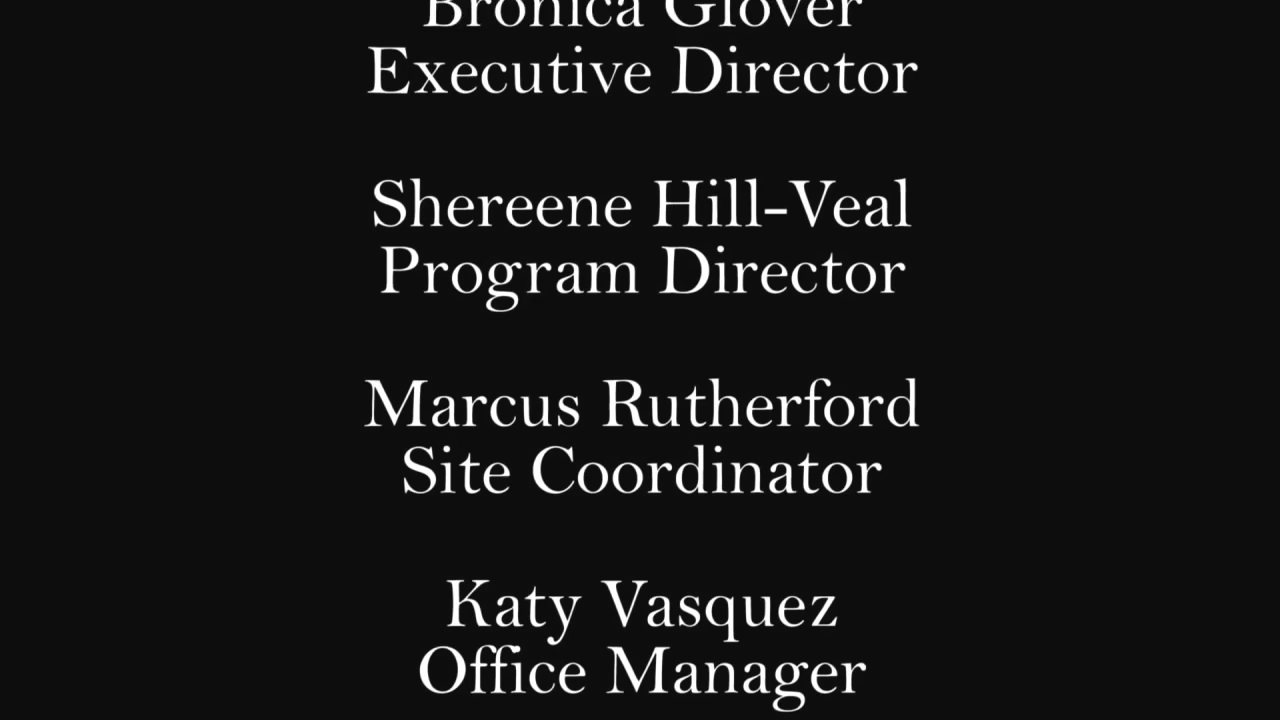 Bronica Glover
Executive Director
Shereene Hill-Veal
Program Director
Marcus Rutherford
Site Coordinator
Katy Vasquez
Office Manager